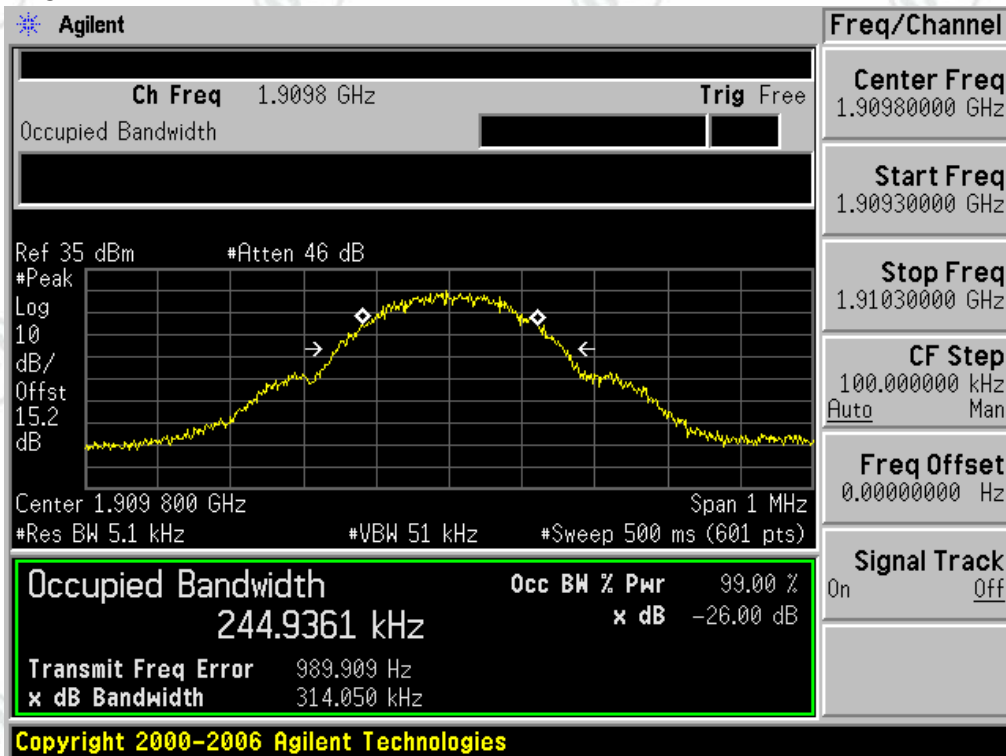 Agilent
Freq/Channel
Ch Freq 1.9098 GHz Trig Free
Occupied Bandwidth
Center Freq
1.90980000 GHz
Start Freq
1.90930000 GHz
Stop Freq
1.91030000 GHz
CF Step
100.000000 kHz
Auto Man
Freq Offset
0.00000000 Hz
Signal Track
On Off
Ref 35 dBm #Atten 46 dB
#Peak
Log
10
dB/
Offst
15.2
dB
Center 1.909 800 GHz Span 1 MHz
#Res BW 5.1 kHz #VBW 51 kHz #Sweep 500 ms (601 pts)
Occupied Bandwidth Occ BW % Pwr 99.00 %
244.9361 kHz x dB -26.00 dB
Transmit Freq Error 989.909 Hz
x dB Bandwidth 314.050 kHz
Copyright 2000-2006 Agilent Technologies